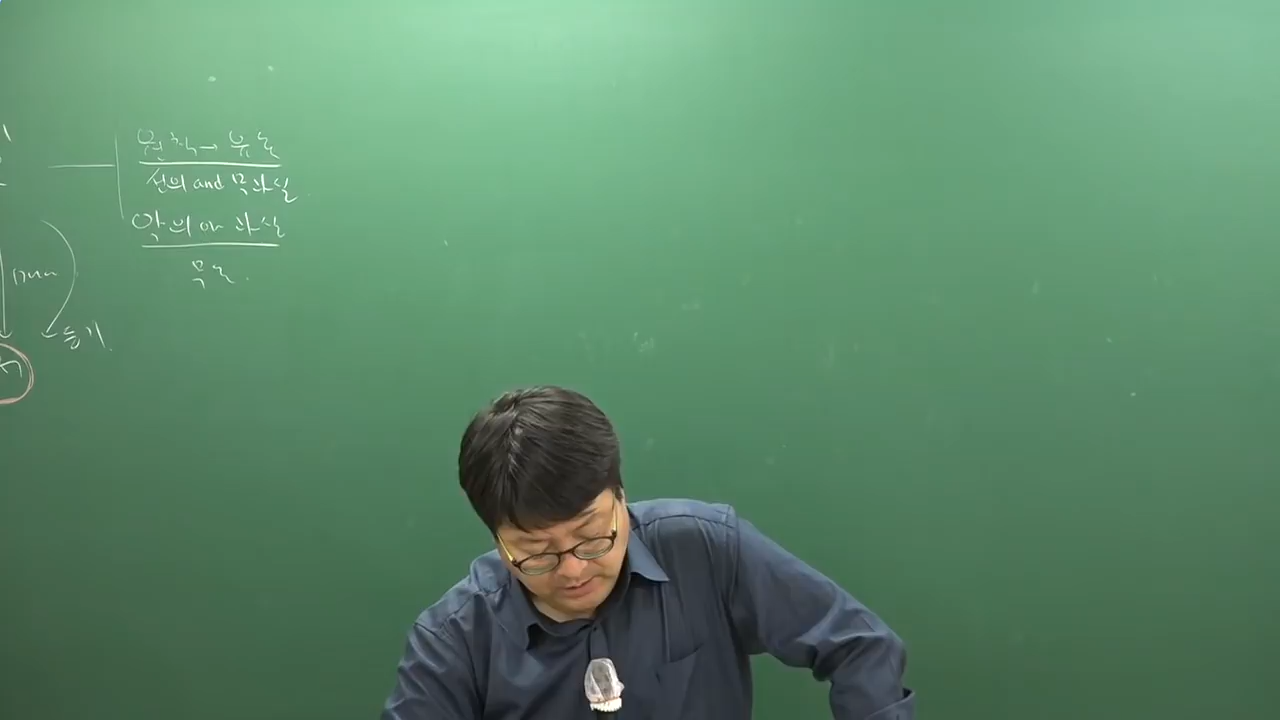 원칙 → 유효
선의 and 무과실
악의 or 과실
무효.
등기.